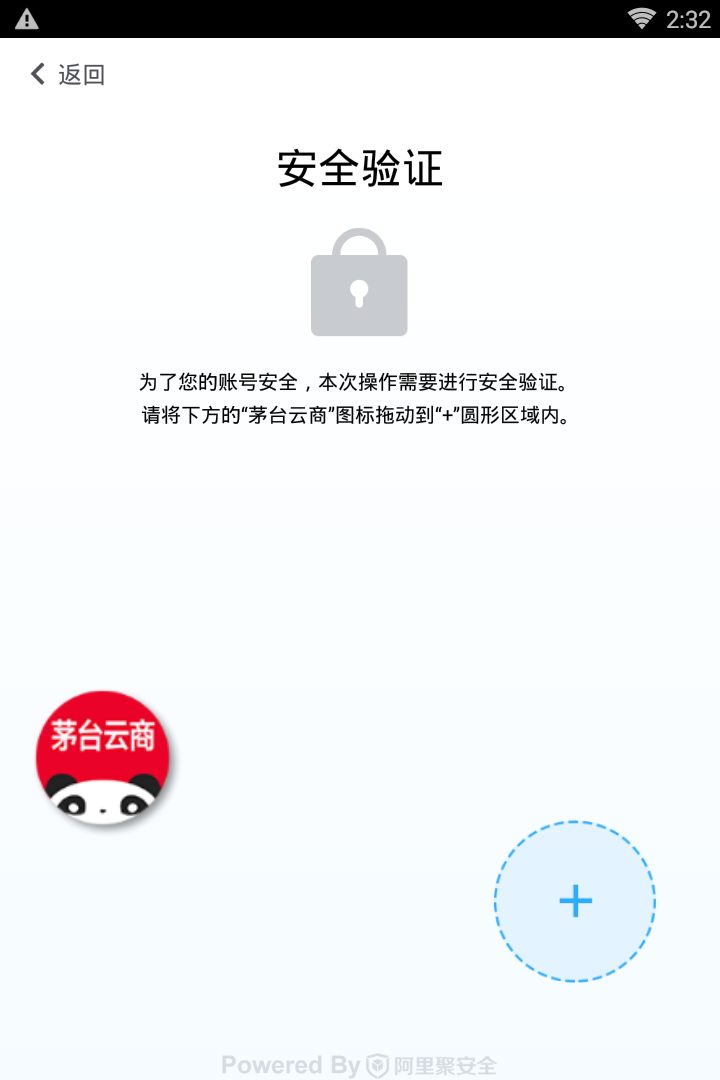 2:32
返回
安全验证
为了您的账号安全，本次操作需要进行安全验证。
请将下方的“茅台云商”图标拖动到“+”圆形区域内。
茅台云商
+
Powered By 阿里聚安全